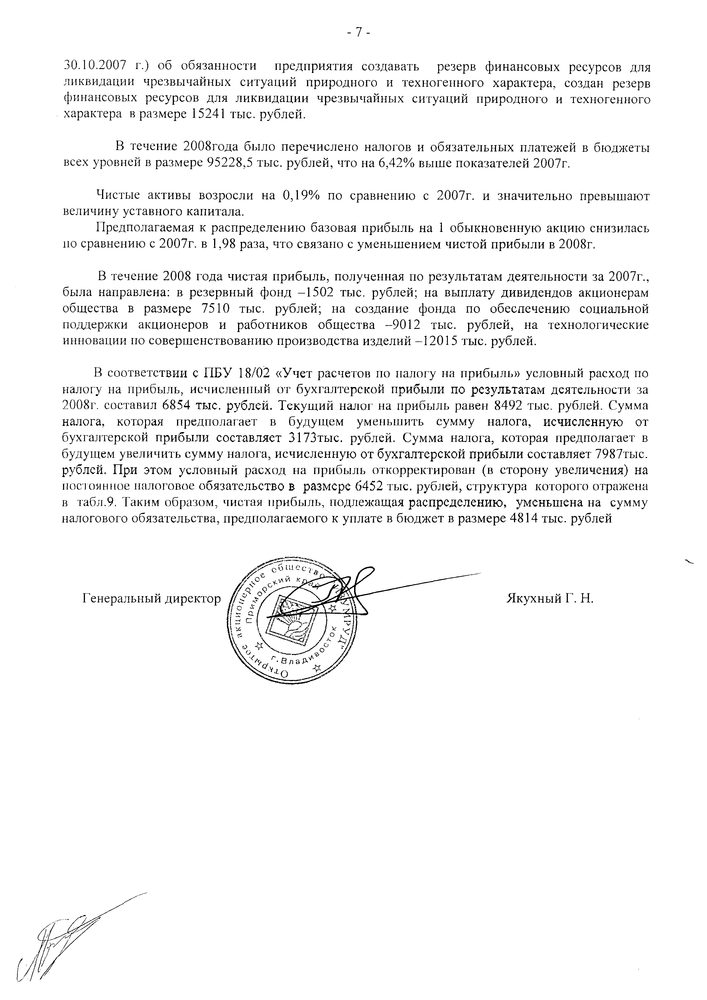 - 7 -
30.10.2007 г.) об обязанности предприятия создавать резерв финансовых ресурсов для
ликвидации чрезвычайных ситуаций природного и техногенного характера, создан резерв
финансовых ресурсов для ликвидации чрезвычайных ситуаций природного и техногенного
характера в размере 15241 тыс. рублей.
В течение 2008года было перечислено налогов и обязательных платежей в бюджеты
всех уровней в размере 95228,5 тыс. рублей, что на 6,42% выше показателей 2007г.
Чистые активы возросли на 0,19% по сравнению с 2007г. и значительно превышают
величину уставного капитала.
Предполагаемая к распределению базовая прибыль на 1 обыкновенную акцию снизилась
по сравнению с 2007г. в 1,98 раза, что связано с уменьшением чистой прибыли в 2008г.
В течение 2008 года чистая прибыль, полученная по результатам деятельности за 2007г.,
была направлена: в резервный фонд –1502 тыс. рублей; на выплату дивидендов акционерам
общества в размере 7510 тыс. рублей; на создание фонда по обеспечению социальной
поддержки акционеров и работников общества –9012 тыс. рублей, на технологические
инновации по совершенствованию производства изделий –12015 тыс. рублей.
В соответствии с ПБУ 18/02 «Учет расчетов по налогу на прибыль» условный расход по
налогу на прибыль, исчисленный от бухгалтерской прибыли по результатам деятельности за
2008г. составил 6854 тыс. рублей. Текущий налог на прибыль равен 8492 тыс. рублей. Сумма
налога, которая предполагает в будущем уменьшить сумму налога, исчисленную от
бухгалтерской прибыли составляет 3173тыс. рублей. Сумма налога, которая предполагает в
будущем увеличить сумму налога, исчисленную от бухгалтерской прибыли составляет 7987тыс.
рублей. При этом условный расход на прибыль откорректирован (в сторону увеличения) на
постоянное налоговое обязательство в размере 6452 тыс. рублей, структура которого отражена
в табл.9. Таким образом, чистая прибыль, подлежащая распределению, уменьшена на сумму
налогового обязательства, предполагаемого к уплате в бюджет в размере 4814 тыс. рублей
Генеральный директор
Якухный Г. Н.
Открытое акционерное общество "ИЗУМРУД"
Приморский край
г.Владивосток